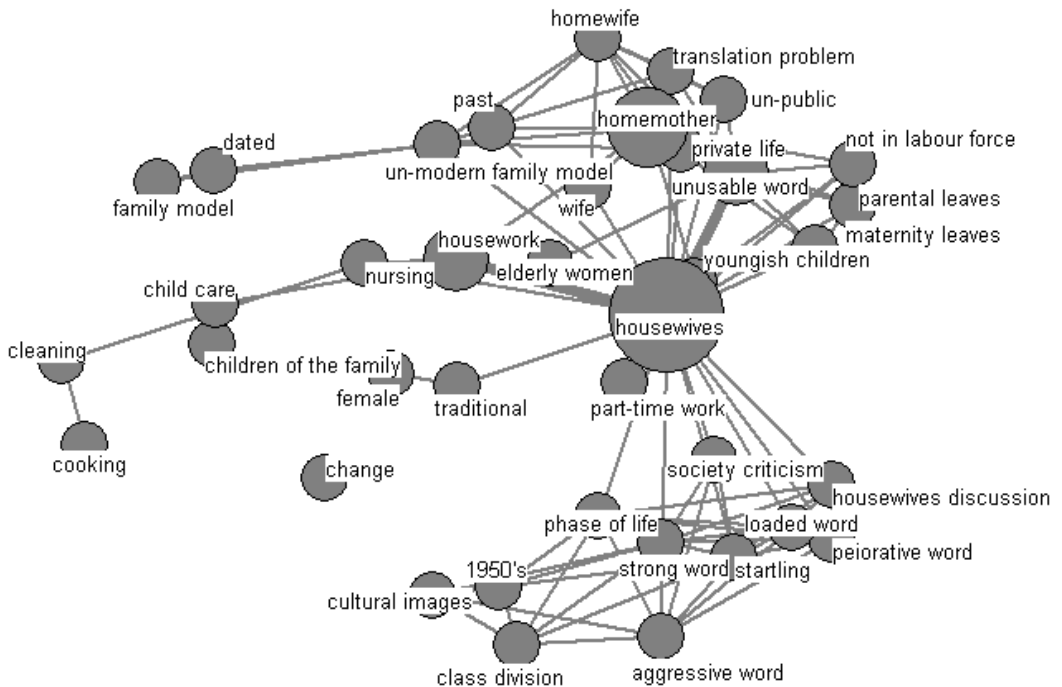 homewife
translation problem
past
un-public
homemother
dated
private life
not in labour force
un-modern family model
unusable word
family model
wife
parental leaves
maternity leaves
housework
youngish children
nursing
elderly women
child care
housewives
cleaning
children of the family
female
traditional
part-time work
cooking
change
society criticism
housewives discussion
phase of life
loaded word
peiorative word
1950's
strong word
startling
cultural images
class division
aggressive word